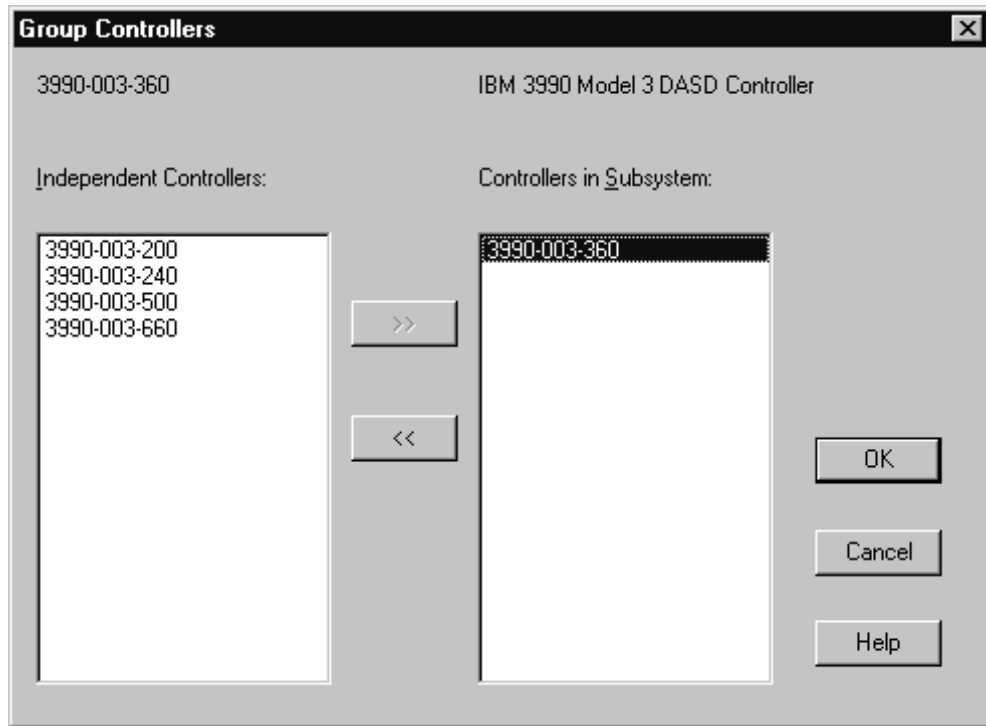 Group Controllers
3990-003-360
IBM 3990 Model 3 DASD Controller
Independent Controllers:
Controllers in Subsystem:
3990-003-200
3990-003-240
3990-003-500
3990-003-660
3990-003-360
>>
<<
OK
Cancel
Help